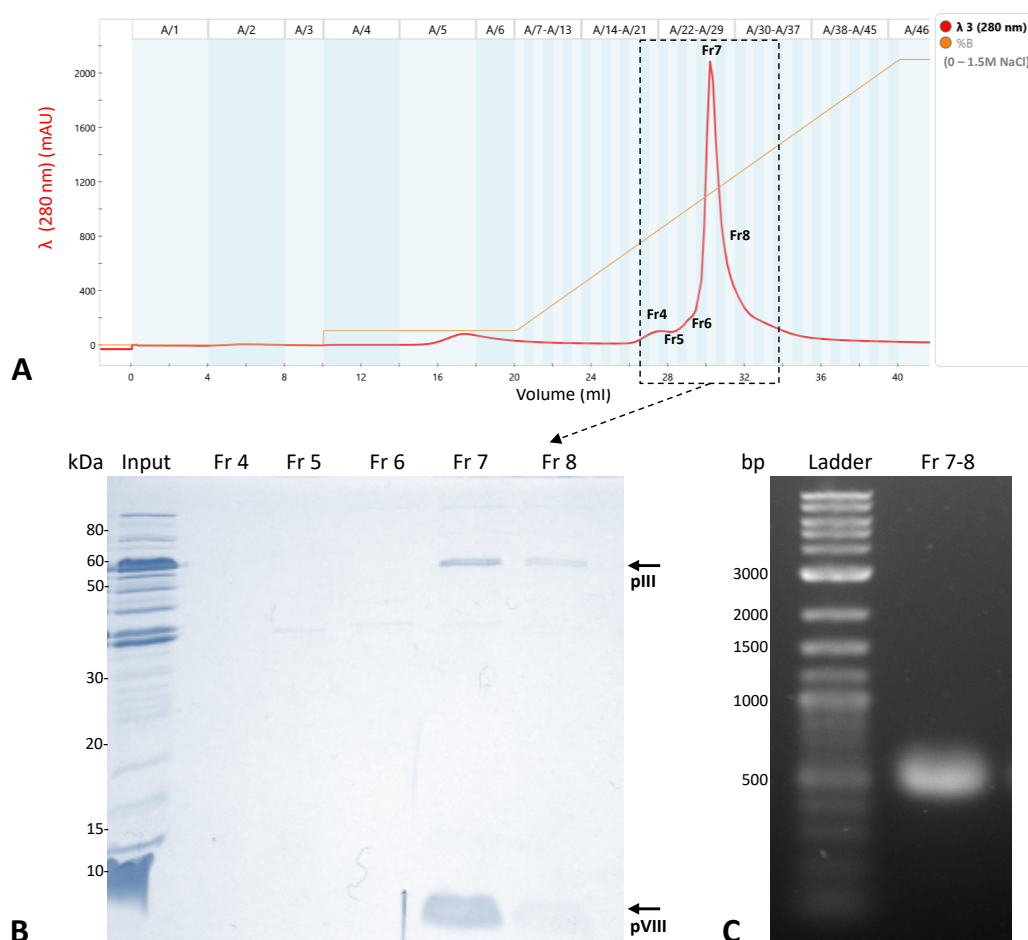 A/1 A/2 A/3 A/4 A/5 A/6 A/7-A/13 A/14-A/21 A/22-A/29 A/30-A/37 A/38-A/45 A/46
λ 3 (280 nm)
%B
(0 – 1.5M NaCl)
Fr7
2000
1600
1200
800
400
0
λ (280 nm) (mAU)
Fr8
Fr4
Fr6
Fr5
A
0 4 8 12 16 20 24 28 32 36 40
Volume (ml)
kDa Input Fr 4 Fr 5 Fr 6 Fr 7 Fr 8
80
60
50
30
20
15
10
pIII
pVIII
B
bp Ladder Fr 7-8
3000
2000
1500
1000
500
C